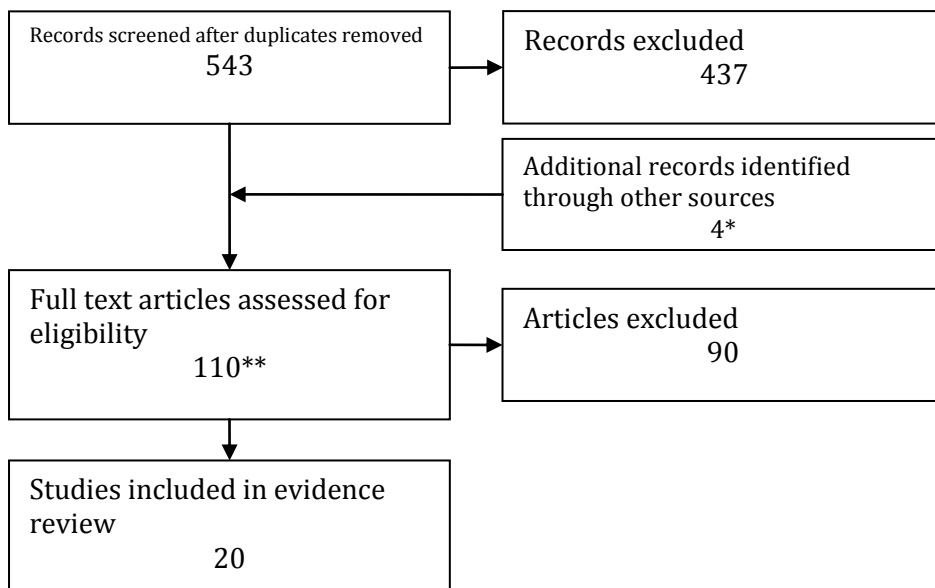 Records screened after duplicates removed
543
Records excluded
437
Additional records identified
through other sources
4*
Full text articles assessed for
eligibility
110**
Articles excluded
90
Studies included in evidence
review
20